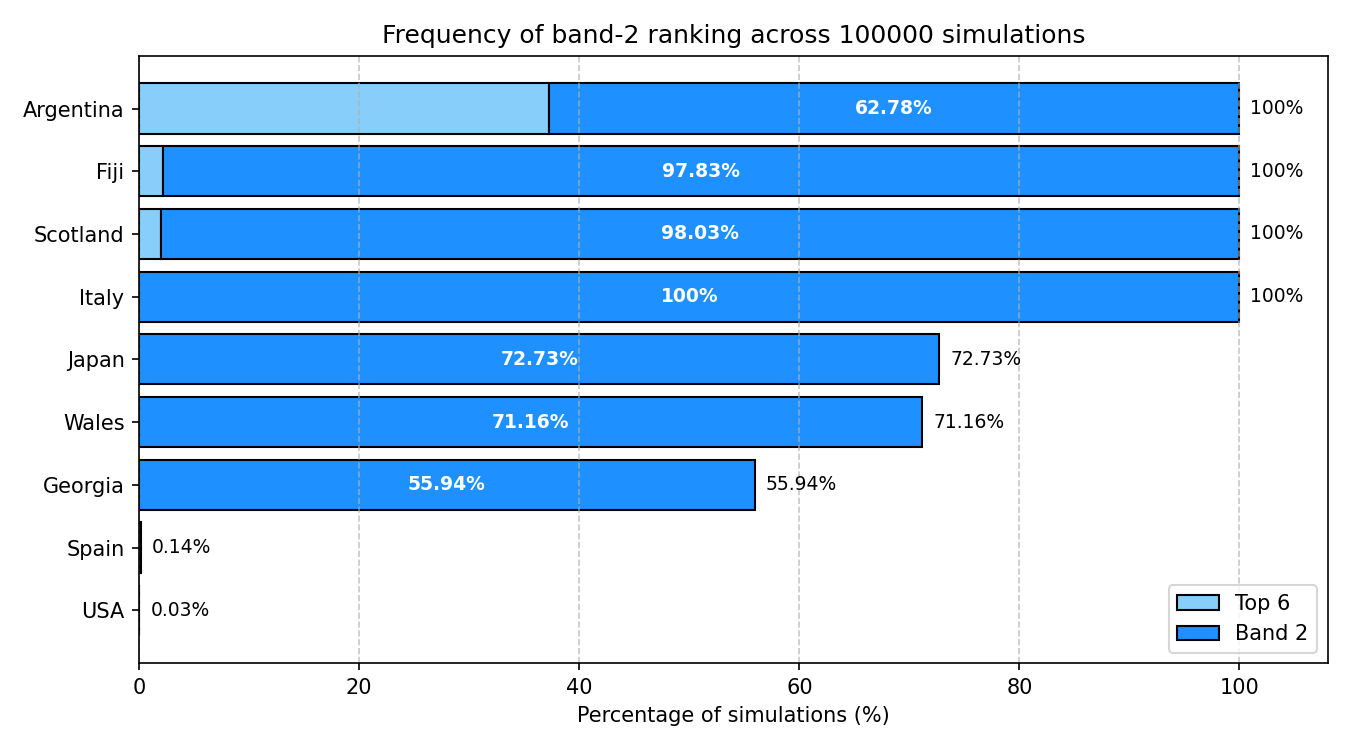 Frequency of band-2 ranking across 100000 simulations
Argentina 62.78% 100%
Fiji 97.83% 100%
Scotland 98.03% 100%
Italy 100% 100%
Japan 72.73% 72.73%
Wales 71.16% 71.16%
Georgia 55.94% 55.94%
Spain 0.14%
USA 0.03%
Top 6
Band 2
0 20 40 60 80 100
Percentage of simulations (%)